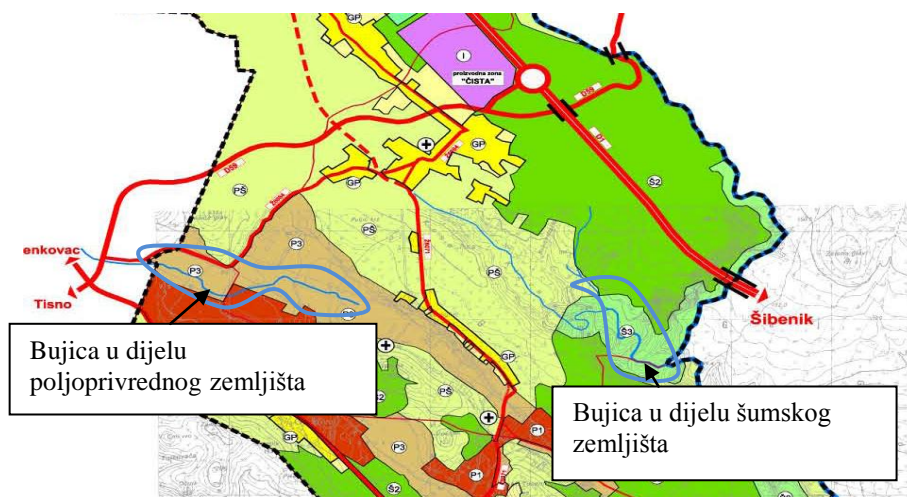 GP
I
proizvodna zona
"ČISTA"
D59
GP
D1
PŠ
GP
Š2
D59
P3
PŠ
enkovac
P3
PŠ
Tisno
Š3
Šibenik
Bujica u dijelu
poljoprivrednog zemljišta
GP
PŠ
Bujica u dijelu šumskog
zemljišta
P3
P1
GP
P1
Š2